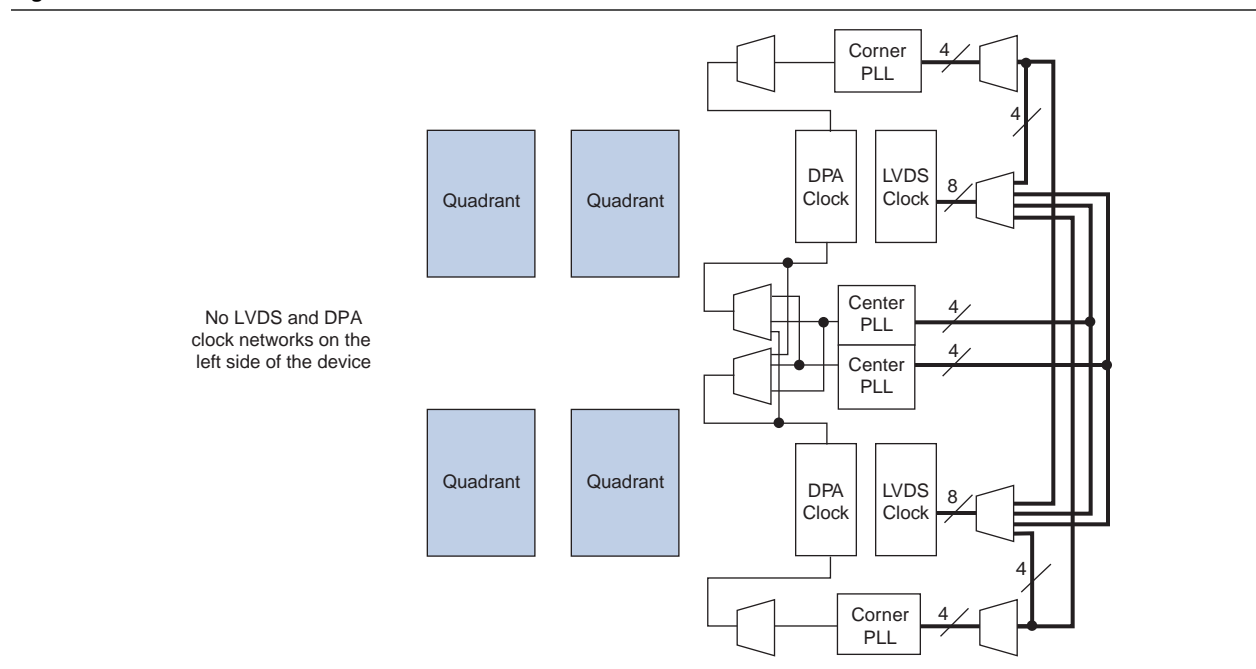 Corner
PLL
4
4
Quadrant
Quadrant
DPA
Clock
LVDS
Clock
8
No LVDS and DPA
clock networks on the
left side of the device
Center
PLL
4
Center
PLL
4
Quadrant
Quadrant
DPA
Clock
LVDS
Clock
8
4
Corner
PLL
4